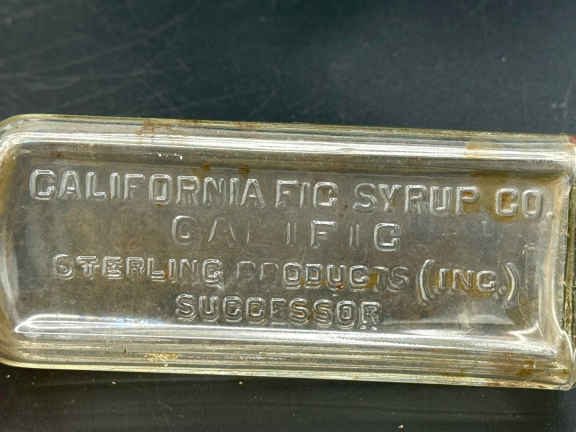 CALIFORNIA FIG SYRUP CO.
CALIFIG
STERLING PRODUCTS (INC.)
SUCCESSOR